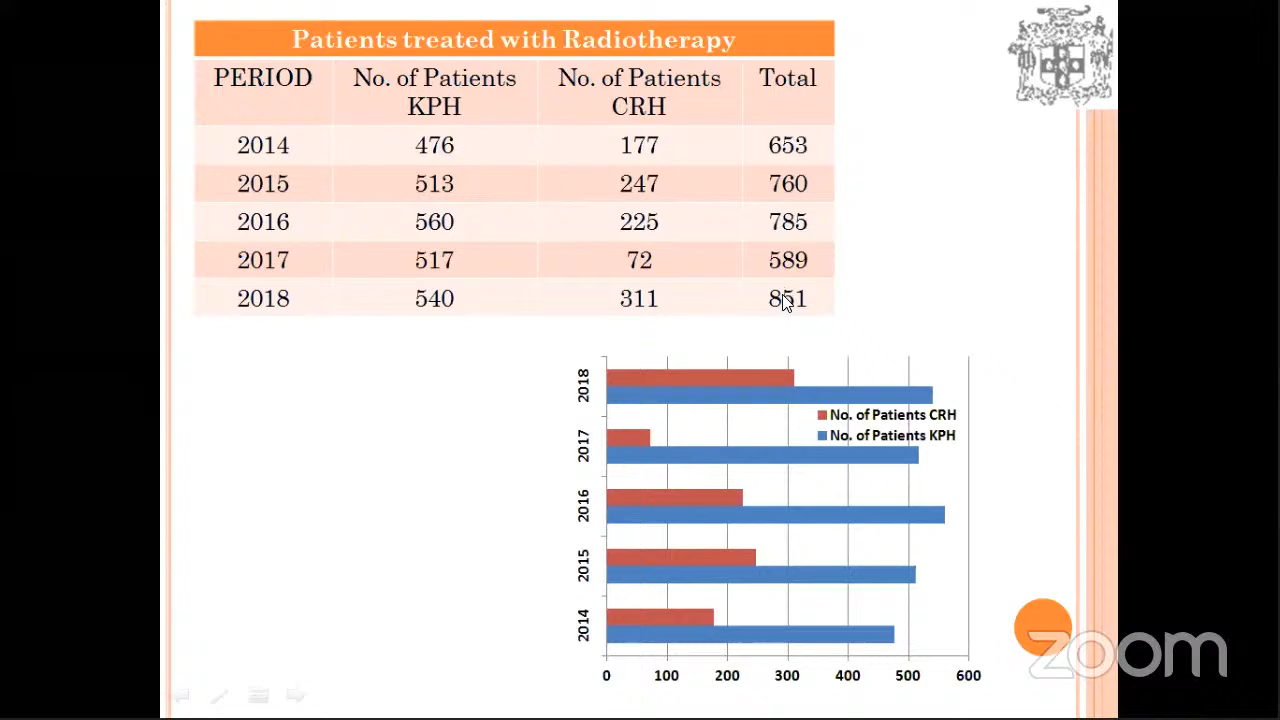 Patients treated with Radiotherapy
PERIOD No. of Patients KPH No. of Patients CRH Total
2014 476 177 653
2015 513 247 760
2016 560 225 785
2017 517 72 589
2018 540 311 851
2018
2017
2016
2015
2014
No. of Patients CRH
No. of Patients KPH
0 100 200 300 400 500 600
zoom